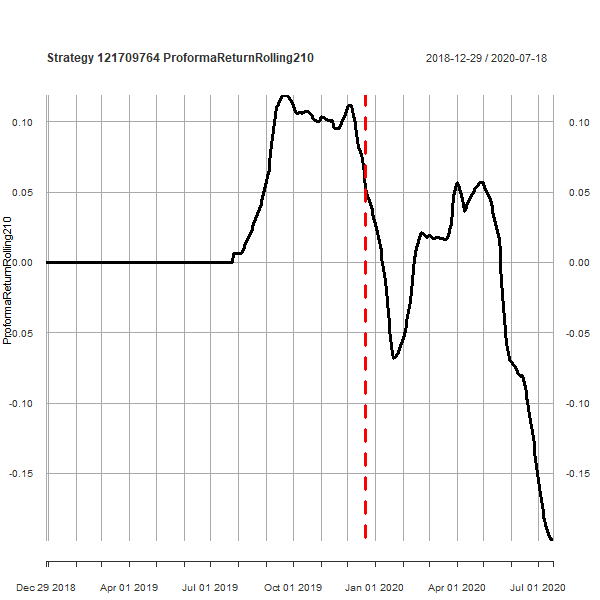 Strategy 121709764 ProformaReturnRolling210
2018-12-29 / 2020-07-18
ProformaReturnRolling210
0.10 0.10
0.05 0.05
0.00 0.00
-0.05 -0.05
-0.10 -0.10
-0.15 -0.15
Dec 29 2018 Apr 01 2019 Jul 01 2019 Oct 01 2019 Jan 01 2020 Apr 01 2020 Jul 01 2020